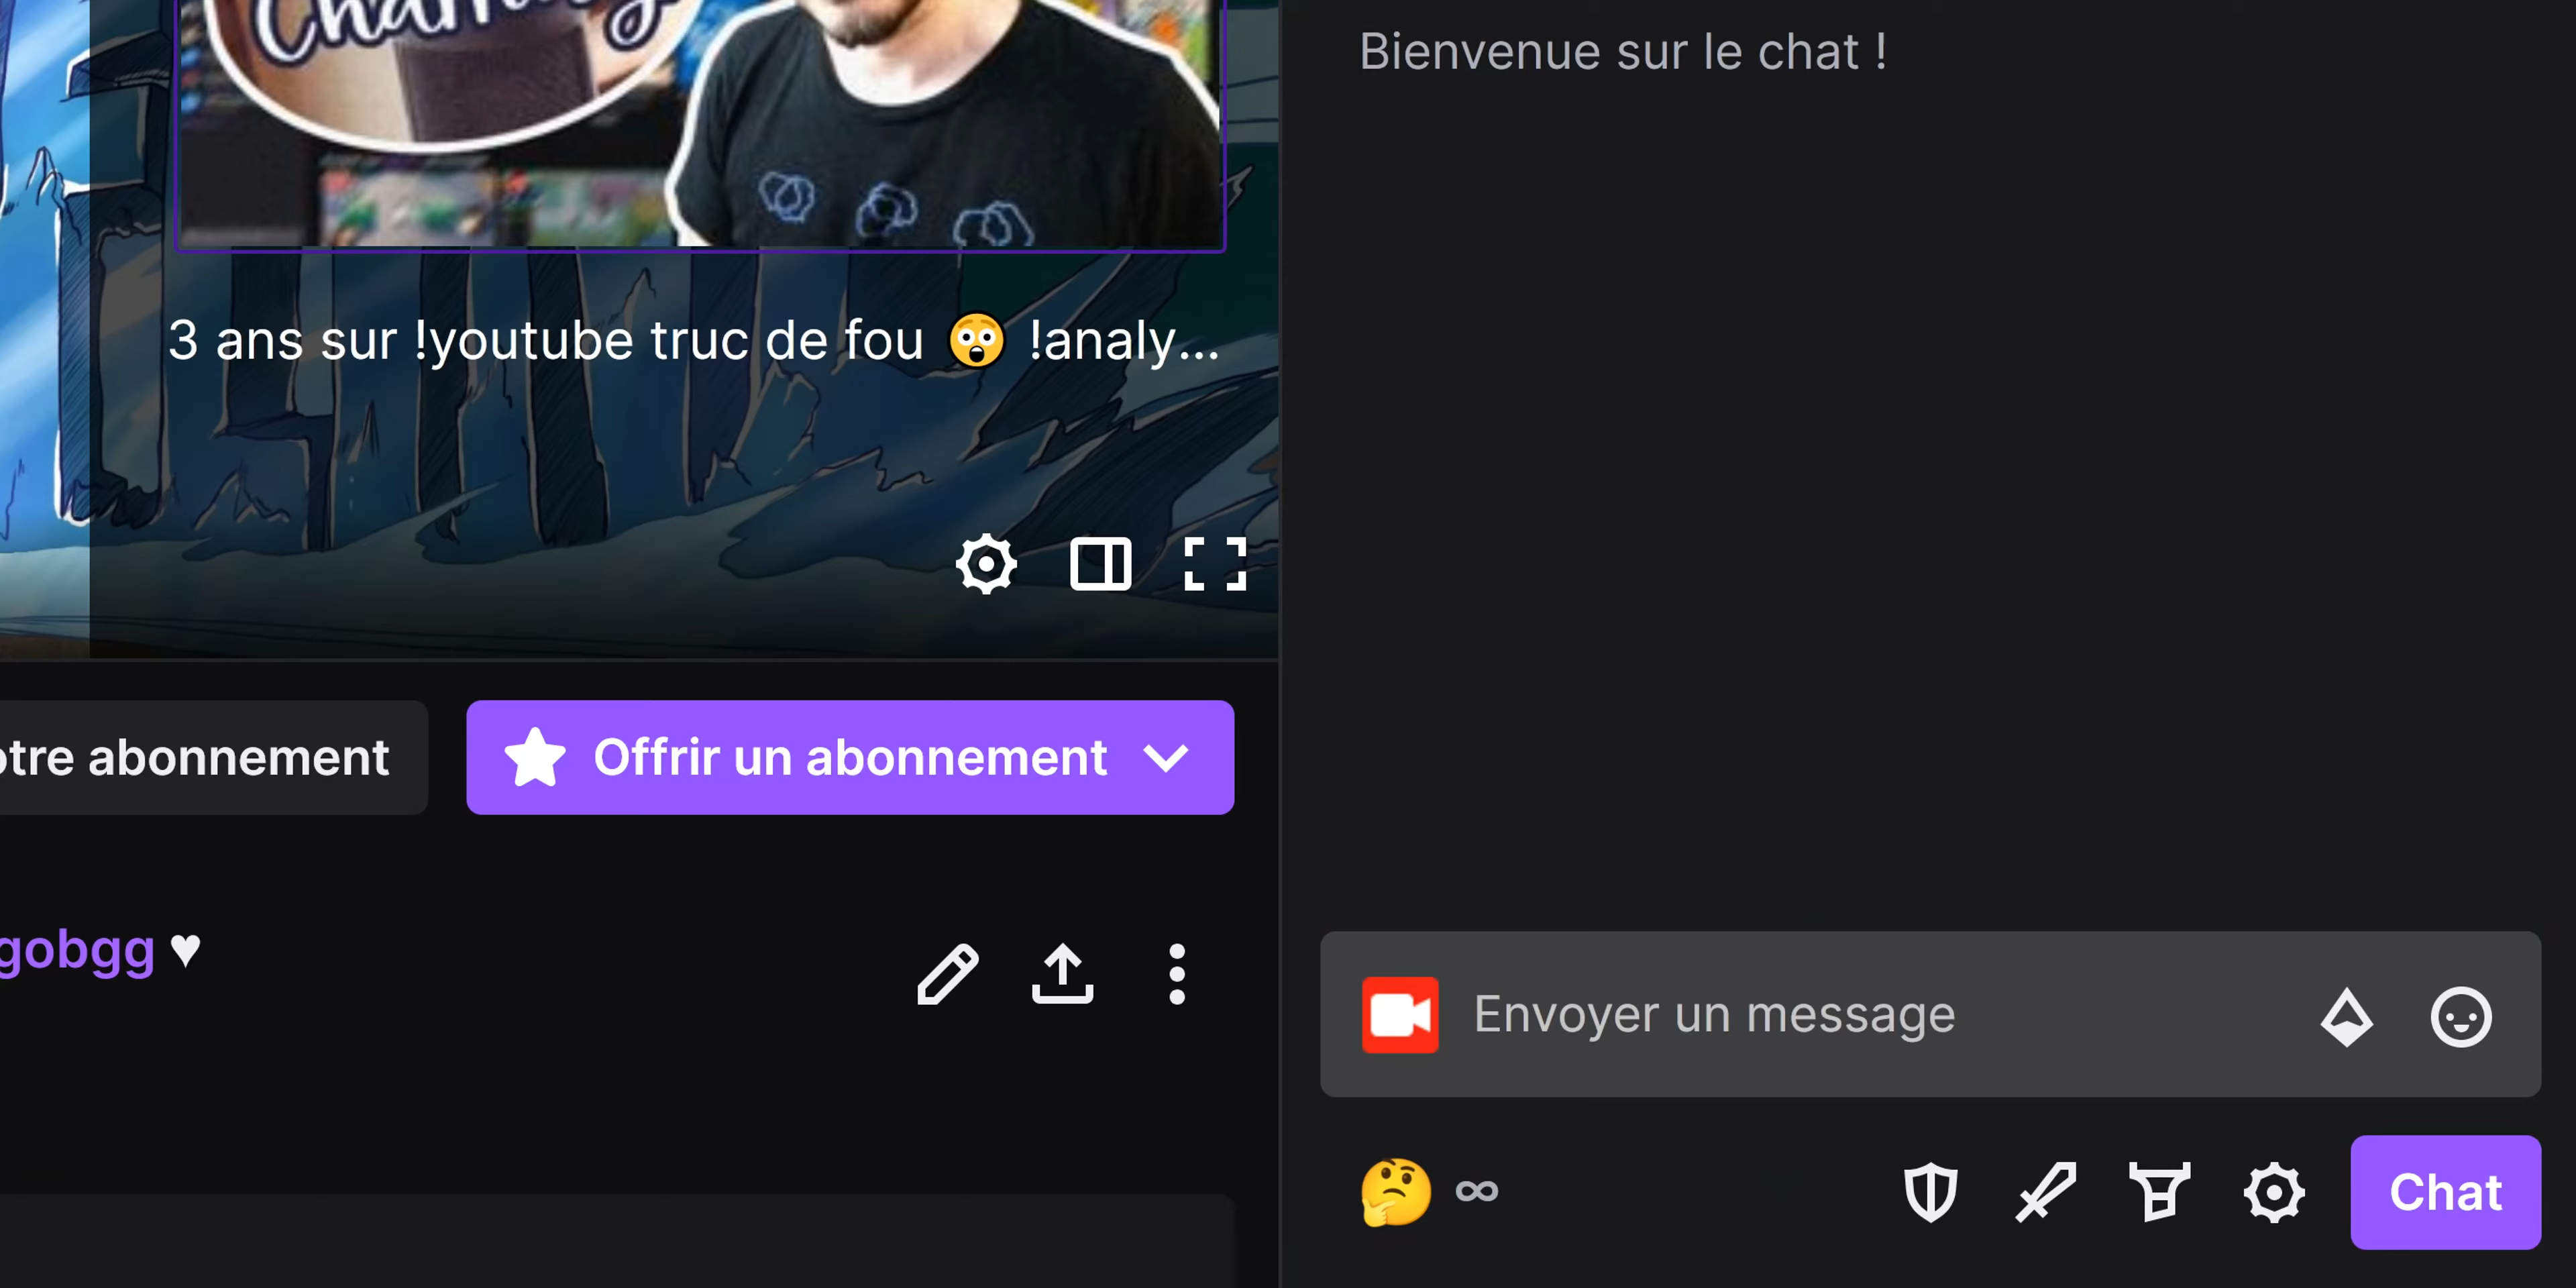 Bienvenue sur le chat !
3 ans sur !youtube truc de fou 😲 !analy...
otre abonnement
Offrir un abonnement
gobgg ♥
Envoyer un message
∞
Chat